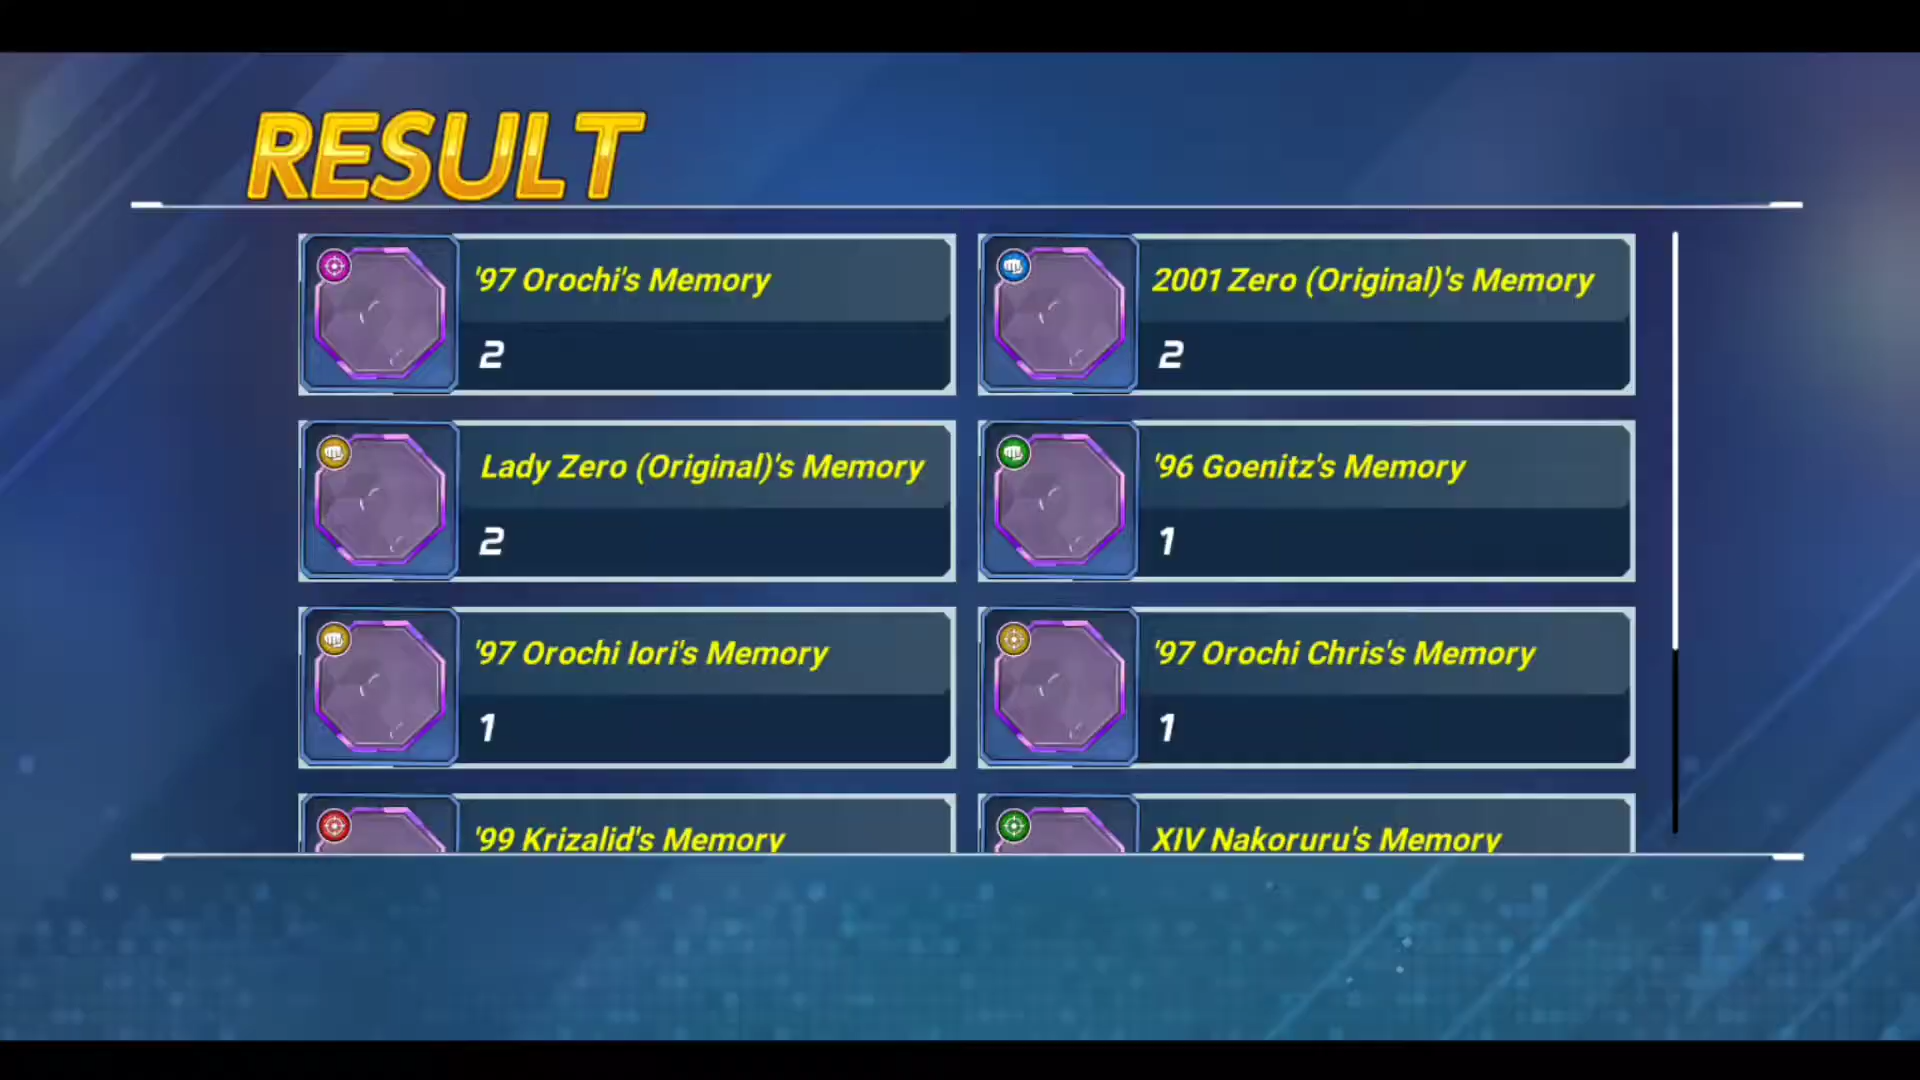 RESULT
'97 Orochi's Memory
2
2001 Zero (Original)'s Memory
2
Lady Zero (Original)'s Memory
2
'96 Goenitz's Memory
1
'97 Orochi Iori's Memory
1
'97 Orochi Chris's Memory
1
'99 Krizalid's Memory
XIV Nakoruru's Memory